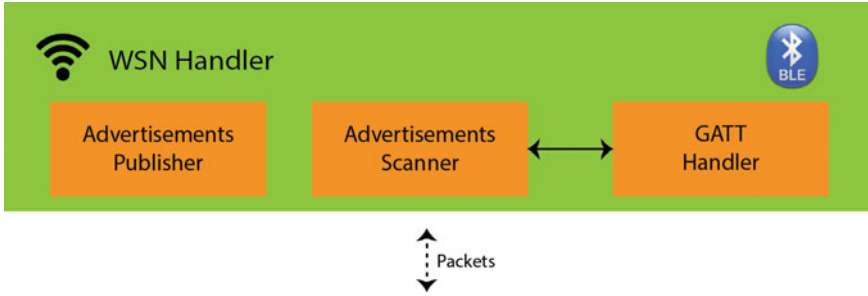 WSN Handler
BLE
Advertisements
Publisher
Advertisements
Scanner
GATT
Handler
Packets